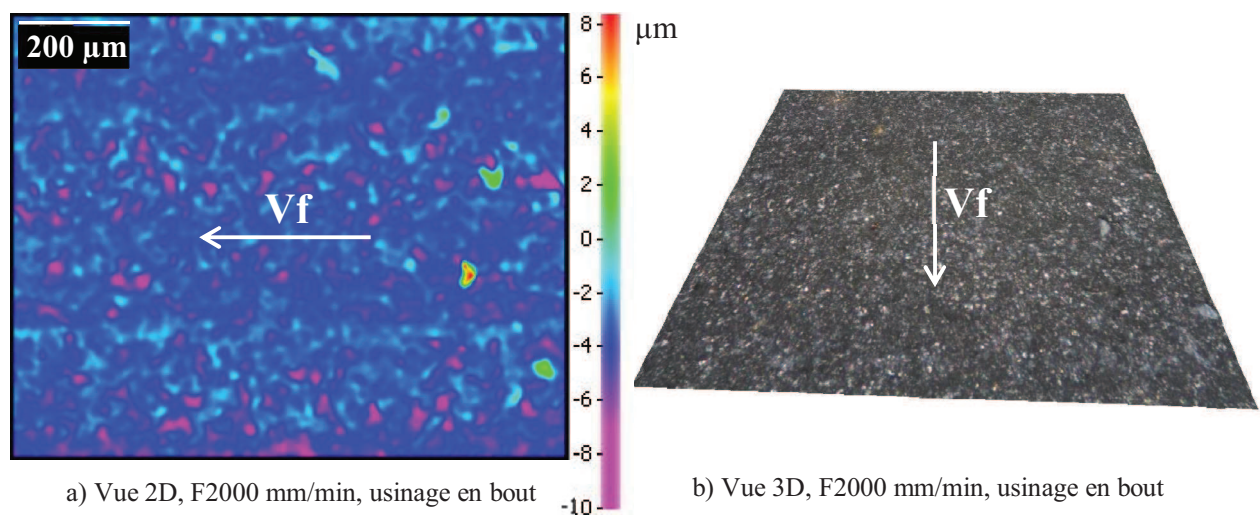 200 µm
Vf
8
6
4
2
0
-2
-4
-6
-8
-10
µm
Vf
a) Vue 2D, F2000 mm/min, usinage en bout
b) Vue 3D, F2000 mm/min, usinage en bout